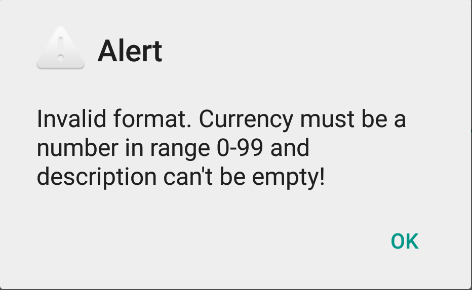 Alert
Invalid format. Currency must be a
number in range 0-99 and
description can't be empty!
OK